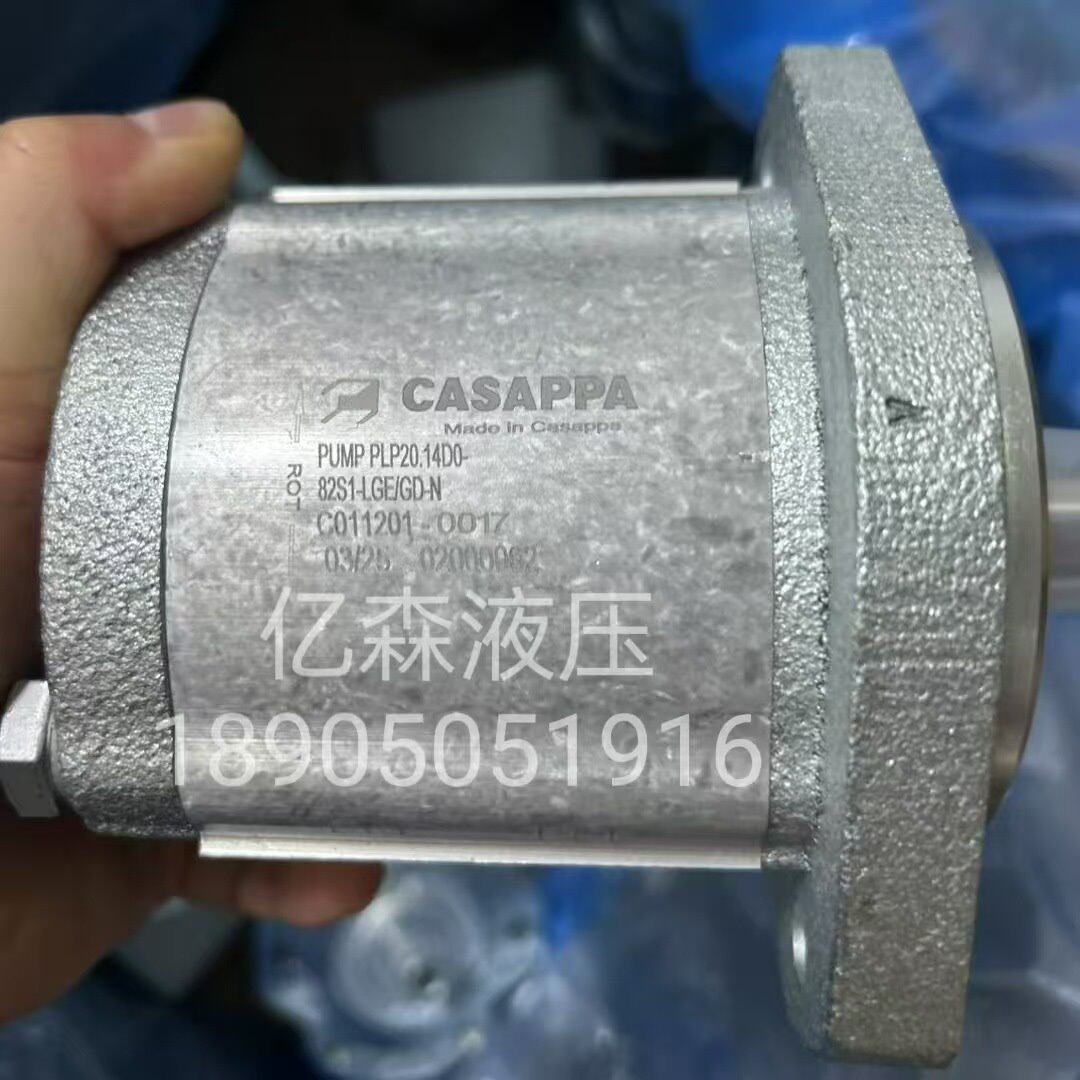 CASAPPA
Made in Casappa
PUMP PLP20.14D0-
82S1-LGE/GD-N
ROT
C011201-0017
03/25 02000062
亿森液压
18905051916